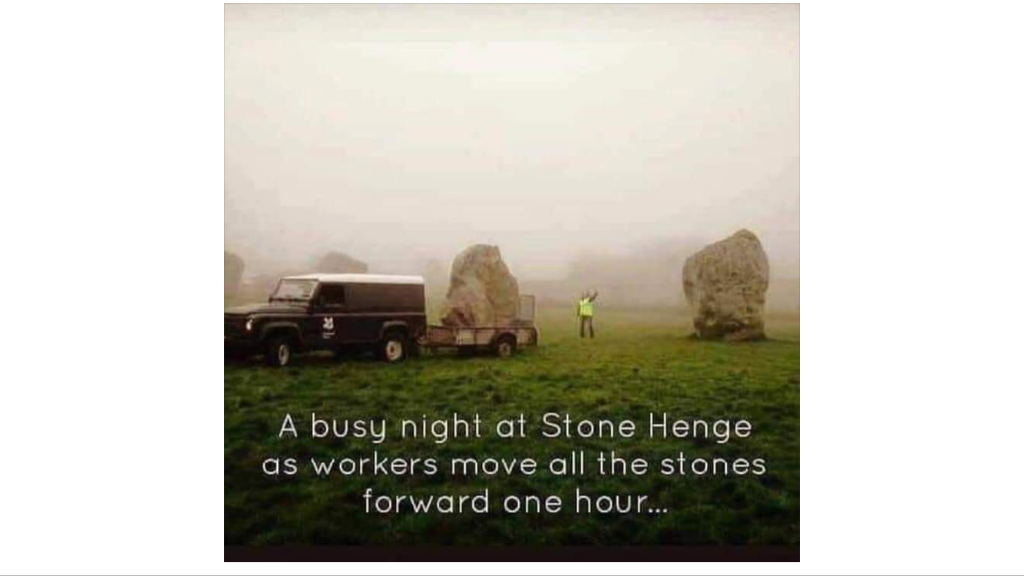 A busy night at Stone Henge
as workers move all the stones
forward one hour...